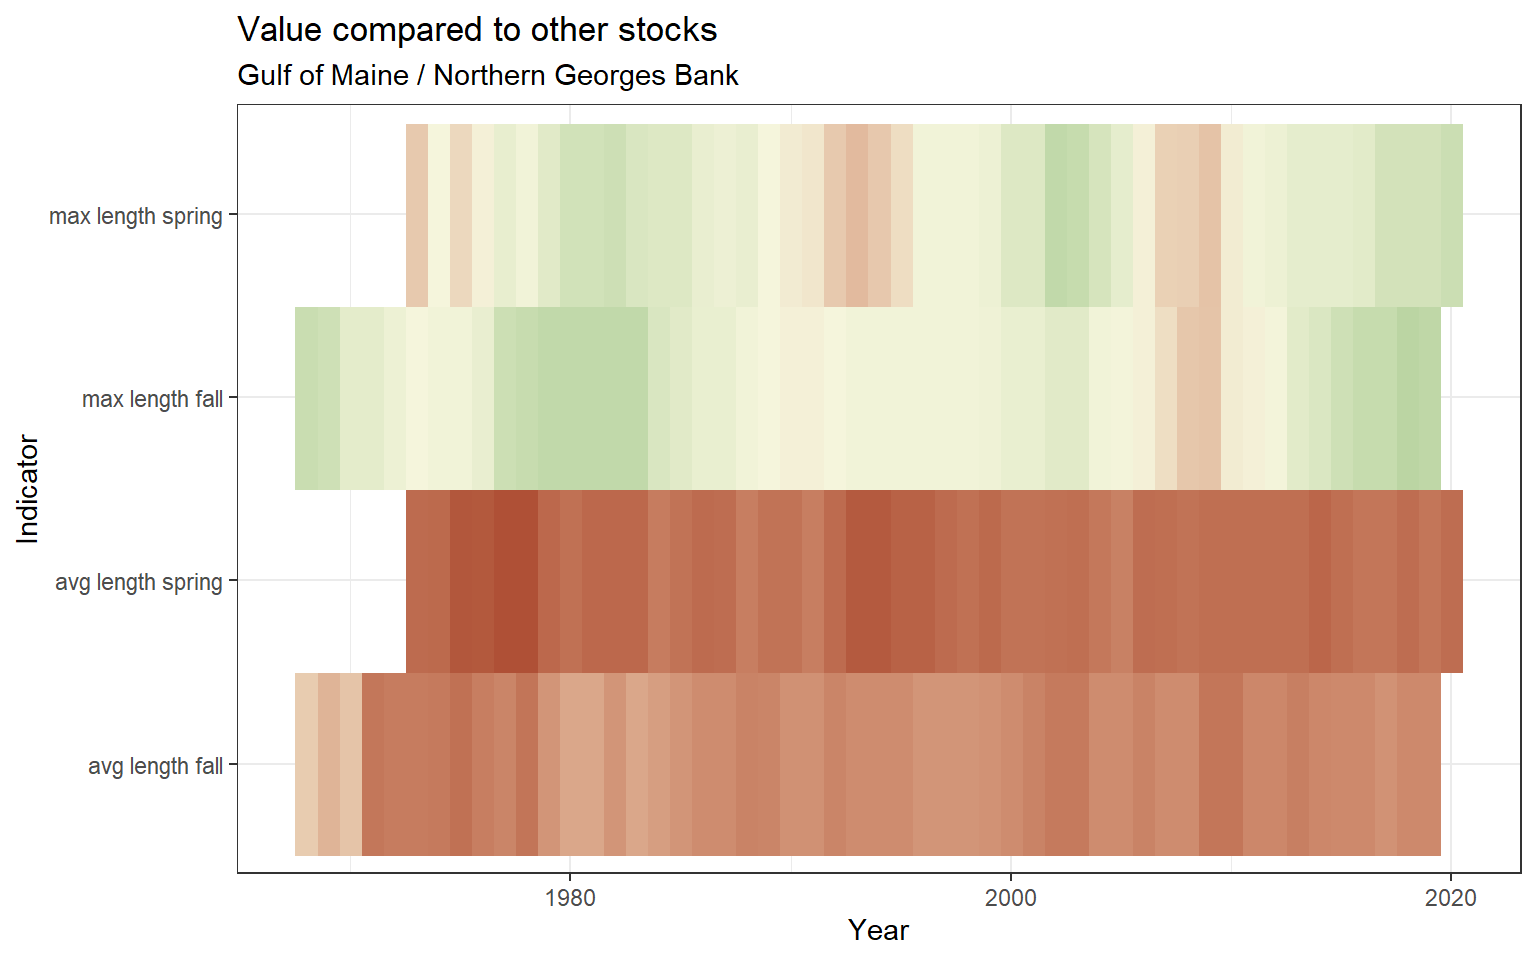 Value compared to other stocks
Gulf of Maine / Northern Georges Bank
max length spring
max length fall
avg length spring
avg length fall
Indicator
1980
2000
2020
Year